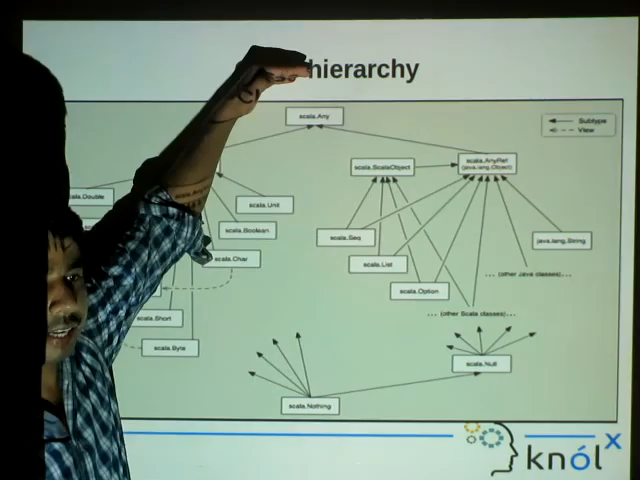 hierarchy
scala.Any
Subtype
View
scala.ScalaObject
scala.AnyRef
(java.lang.Object)
scala.Double
scala.Unit
scala.Boolean
scala.Seq
java.lang.String
scala.Char
scala.List
... (other Java classes)...
scala.Option
scala.Short
... (other Scala classes)...
scala.Byte
scala.Null
scala.Nothing
knólx